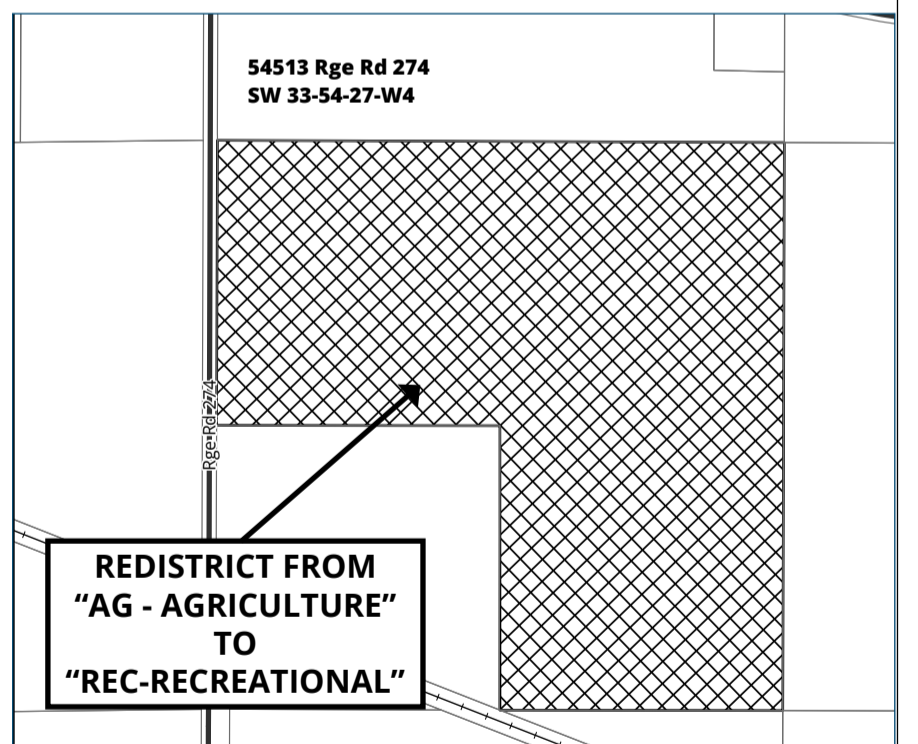 54513 Rge Rd 274
SW 33-54-27-W4
Rge Rd 274
REDISTRICT FROM
“AG - AGRICULTURE”
TO
“REC-RECREATIONAL”